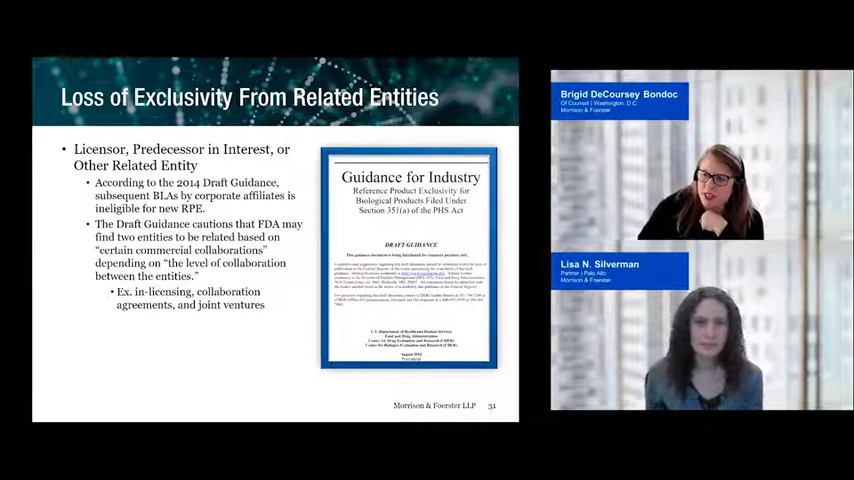 Loss of Exclusivity From Related Entities
• Licensor, Predecessor in Interest, or
Other Related Entity
• According to the 2014 Draft Guidance,
subsequent BLAs by corporate affiliates is
ineligible for new RPE.
• The Draft Guidance cautions that FDA may
find two entities to be related based on
“certain commercial collaborations”
depending on “the level of collaboration
between the entities.”
• Ex. in-licensing, collaboration
agreements, and joint ventures
Guidance for Industry
Reference Product Exclusivity for
Biological Products Filed Under
Section 351(a) of the PHS Act
DRAFT GUIDANCE
This guidance document is being distributed for comment purposes only.
U.S. Department of Health and Human Services
Food and Drug Administration
Center for Drug Evaluation and Research (CDER)
Center for Biologics Evaluation and Research (CBER)
August 2014
Procedural
Morrison & Foerster LLP 31
Brigid DeCoursey Bondoc
Of Counsel | Washington, D.C
Morrison & Foerster
Lisa N. Silverman
Partner | Palo Alto
Morrison & Foerster